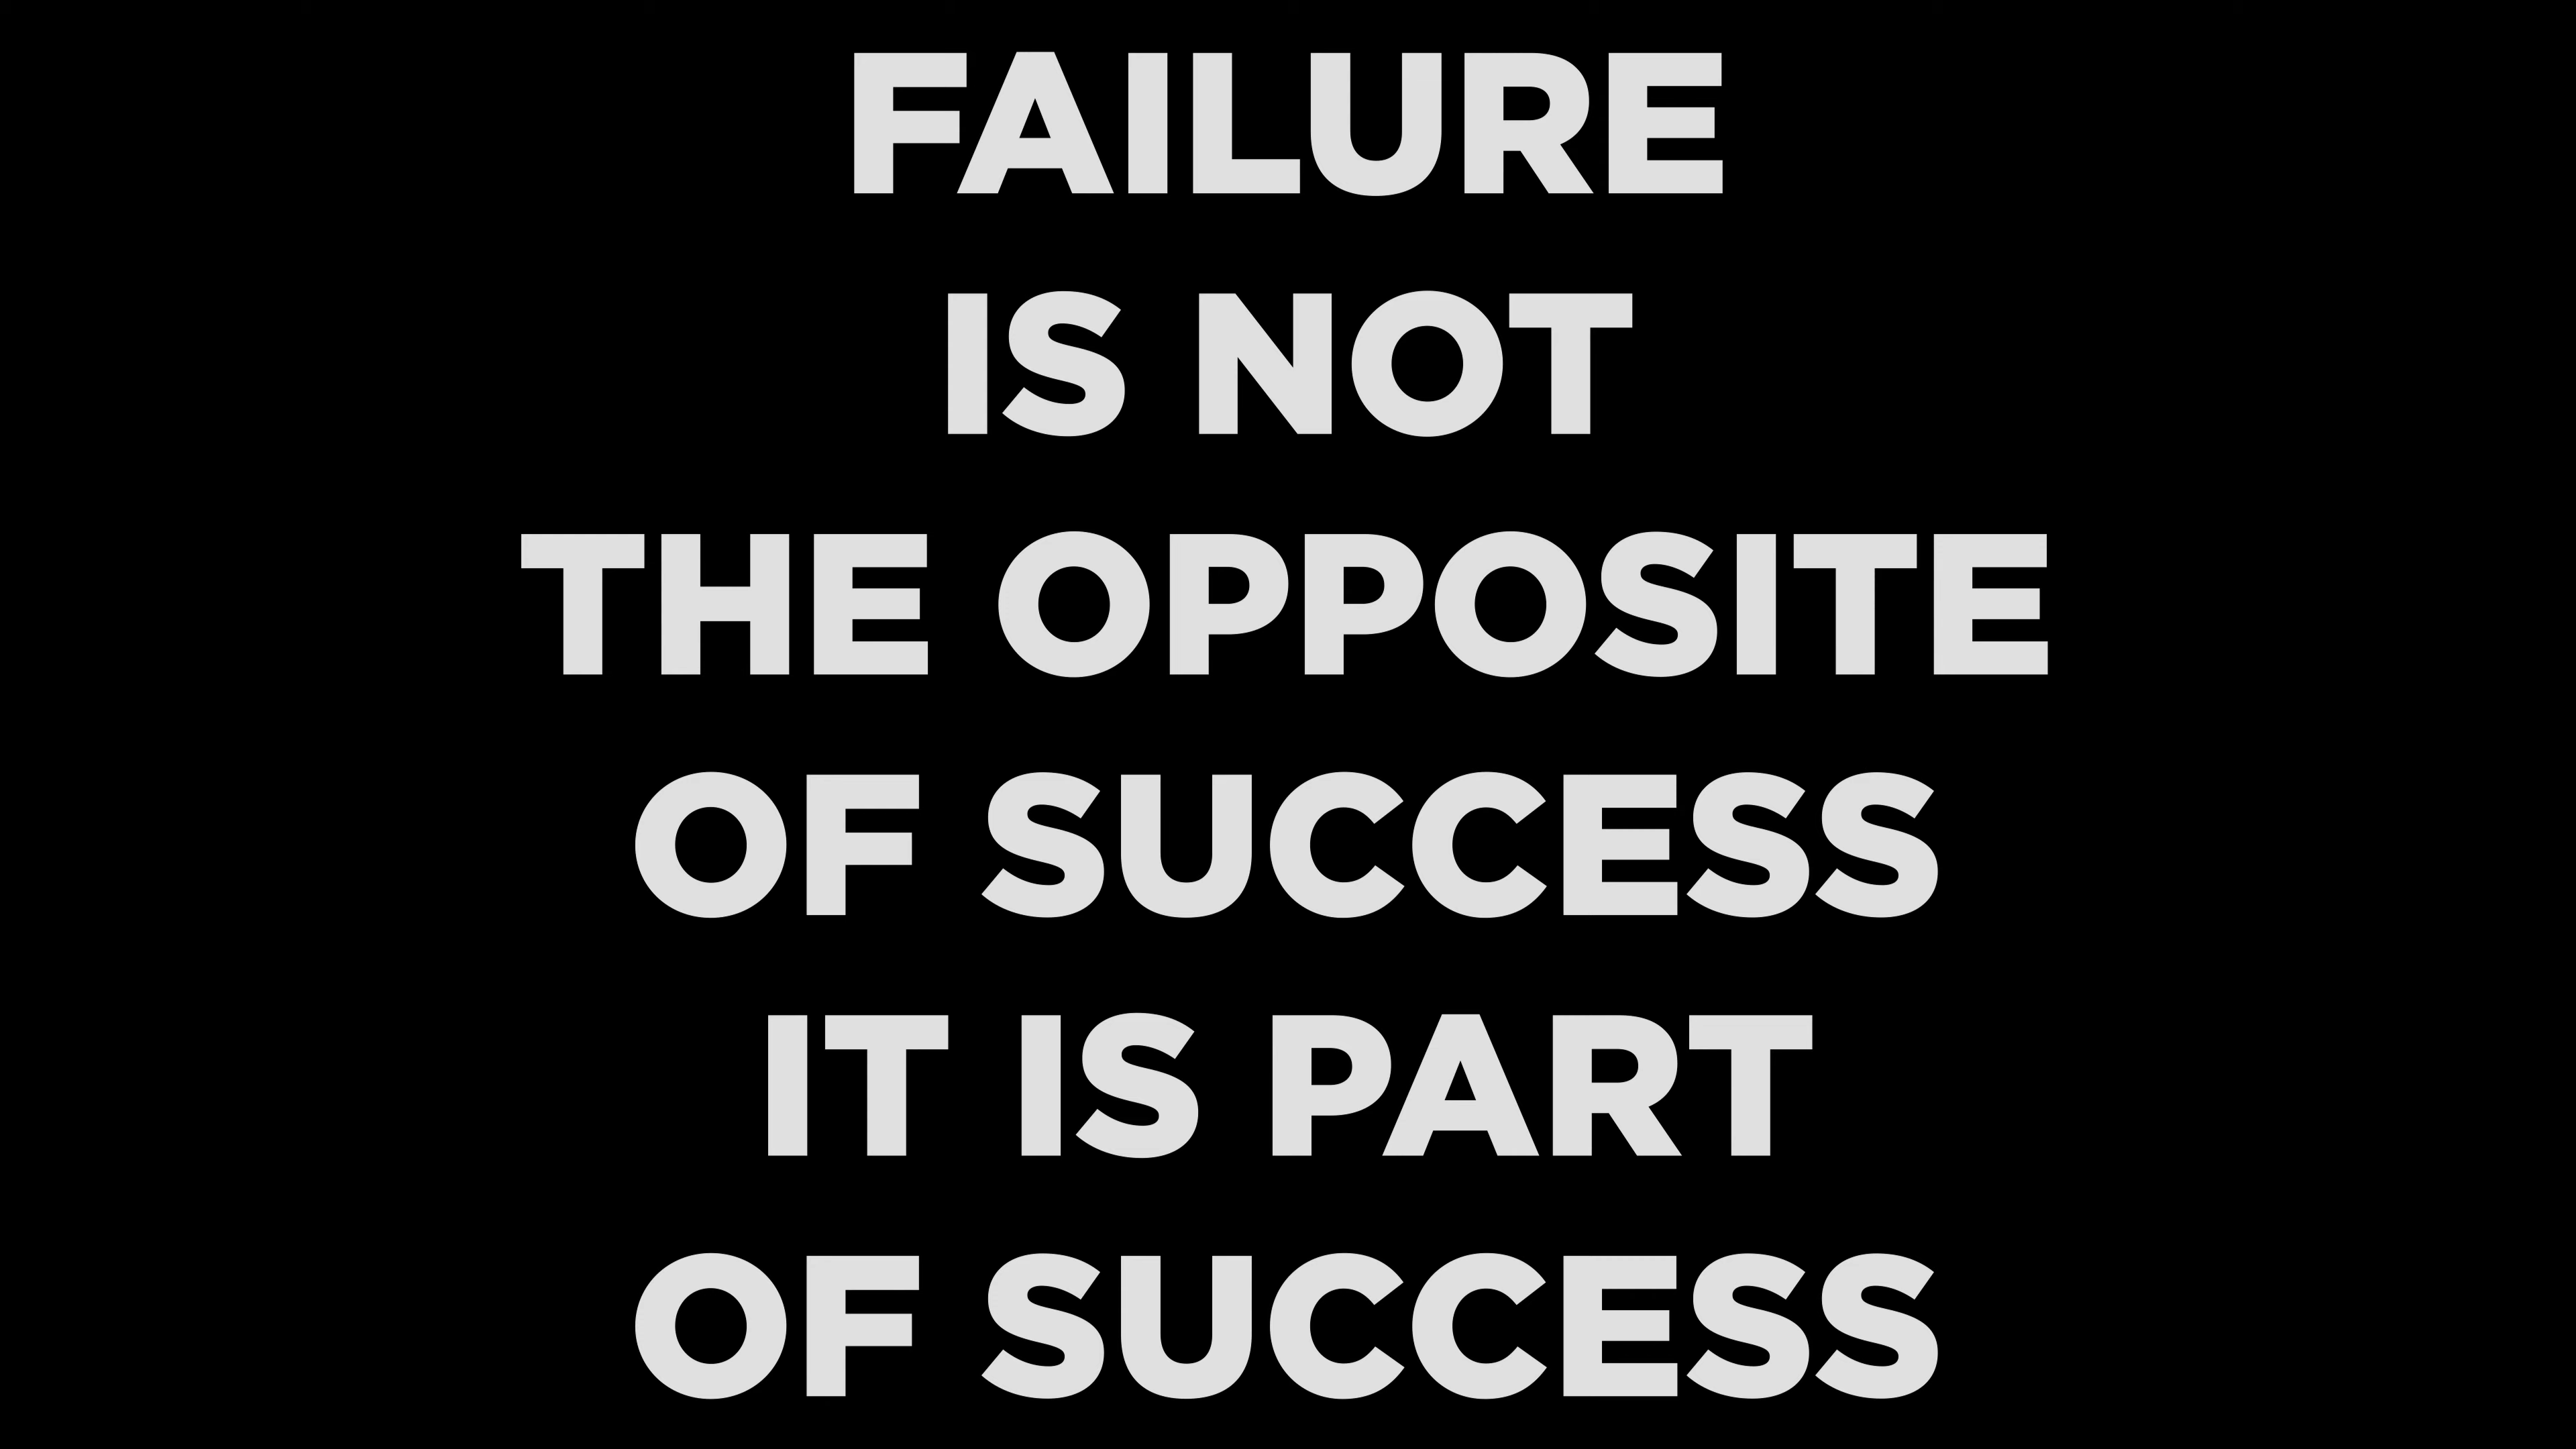 FAILURE
IS NOT
THE OPPOSITE
OF SUCCESS
IT IS PART
OF SUCCESS